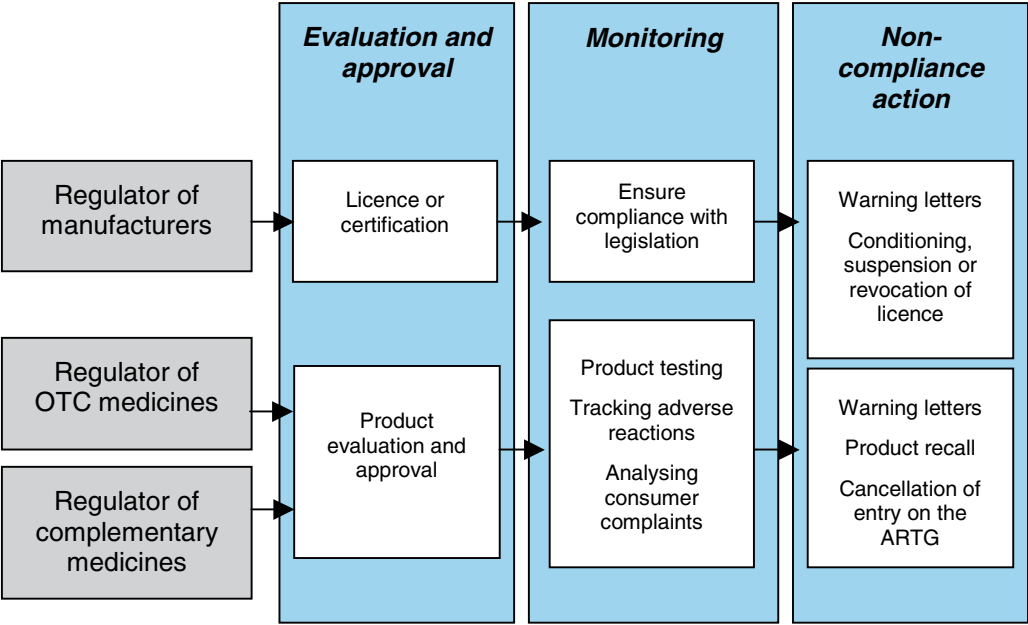 Evaluation and
approval
Monitoring
Non-
compliance
action
Regulator of
manufacturers
Licence or
certification
Ensure
compliance with
legislation
Warning letters
Conditioning,
suspension or
revocation of
licence
Regulator of
OTC medicines
Regulator of
complementary
medicines
Product
evaluation and
approval
Product testing
Tracking adverse
reactions
Analysing
consumer
complaints
Warning letters
Product recall
Cancellation of
entry on the
ARTG